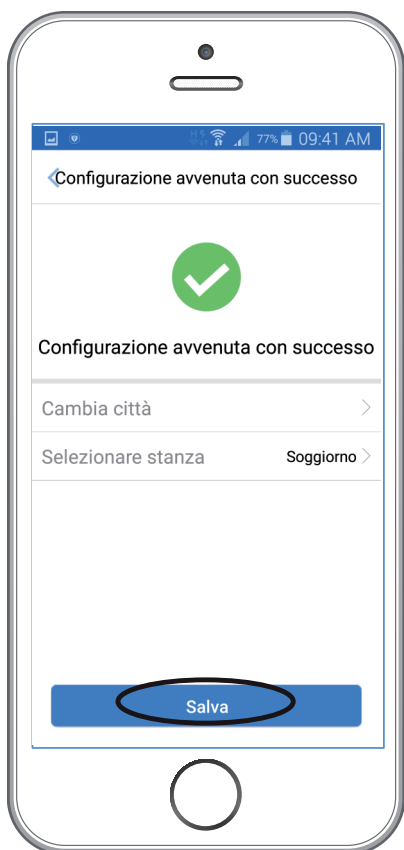 77% 09:41 AM
Configurazione avvenuta con successo
Configurazione avvenuta con successo
Cambia città
Selezionare stanza Soggiorno
Salva